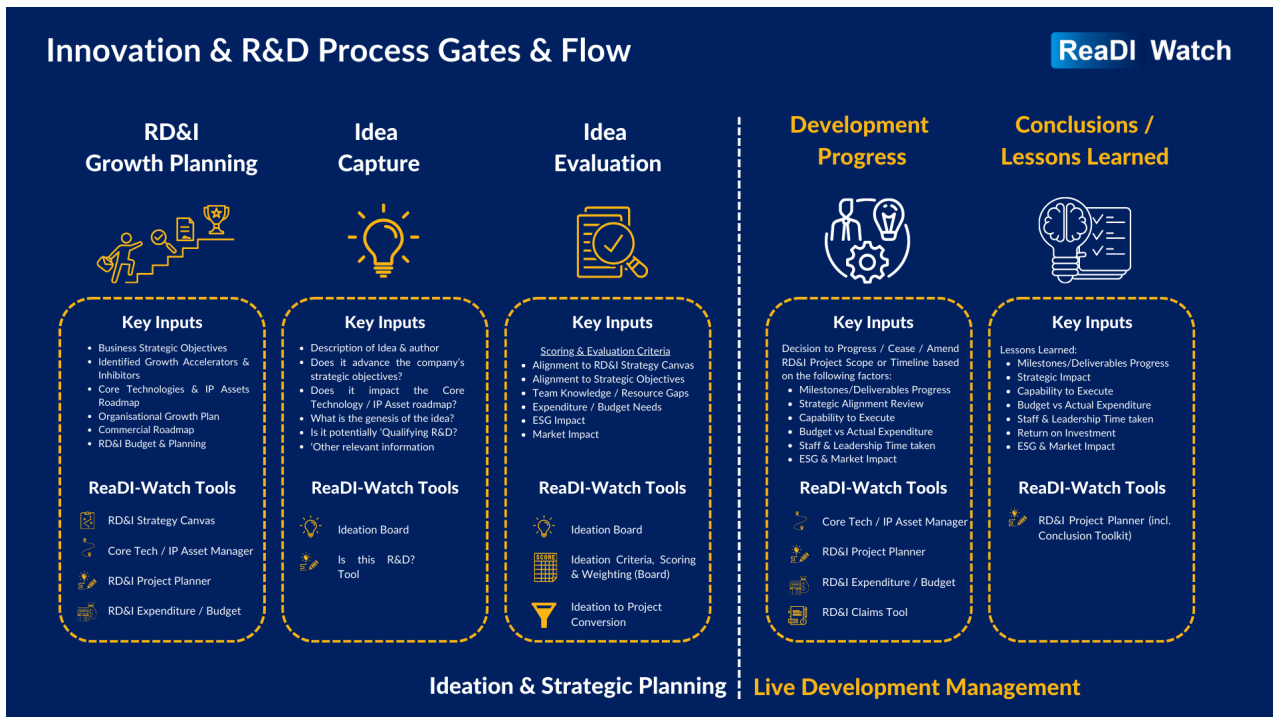 Innovation & R&D Process Gates & Flow
ReaDI Watch
RD&I
Growth Planning
Key Inputs
Business Strategic Objectives
Identified Growth Accelerators &
Inhibitors
Core Technologies & IP Assets
Roadmap
Organisational Growth Plan
Commercial Roadmap
RD&I Budget & Planning
ReaDI-Watch Tools
RD&I Strategy Canvas
Core Tech / IP Asset Manager
RD&I Project Planner
RD&I Expenditure / Budget
Idea
Capture
Key Inputs
Description of Idea & author
Does it advance the company's
strategic objectives?
Does it impact the Core
Technology / IP Asset roadmap?
What is the genesis of the idea?
Is it potentially 'Qualifying R&D?
'Other relevant information
ReaDI-Watch Tools
Ideation Board
Is this R&D?
Tool
Idea
Evaluation
Key Inputs
Scoring & Evaluation Criteria
Alignment to RD&I Strategy Canvas
Alignment to Strategic Objectives
Team Knowledge / Resource Gaps
Expenditure / Budget Needs
ESG Impact
Market Impact
ReaDI-Watch Tools
Ideation Board
SCORE
Ideation Criteria, Scoring
& Weighting (Board)
Ideation to Project
Conversion
Development
Progress
Key Inputs
Decision to Progress / Cease / Amend
RD&I Project Scope or Timeline based
on the following factors:
Milestones/Deliverables Progress
Strategic Alignment Review
Capability to Execute
Budget vs Actual Expenditure
Staff & Leadership Time taken
ESG & Market Impact
ReaDI-Watch Tools
Core Tech / IP Asset Manager
RD&I Project Planner
RD&I Expenditure / Budget
RD&I Claims Tool
Conclusions /
Lessons Learned
Key Inputs
Lessons Learned:
Milestones/Deliverables Progress
Strategic Impact
Capability to Execute
Budget vs Actual Expenditure
Staff & Leadership Time taken
Return on Investment
ESG & Market Impact
ReaDI-Watch Tools
RD&I Project Planner (incl.
Conclusion Toolkit)
Ideation & Strategic Planning
Live Development Management